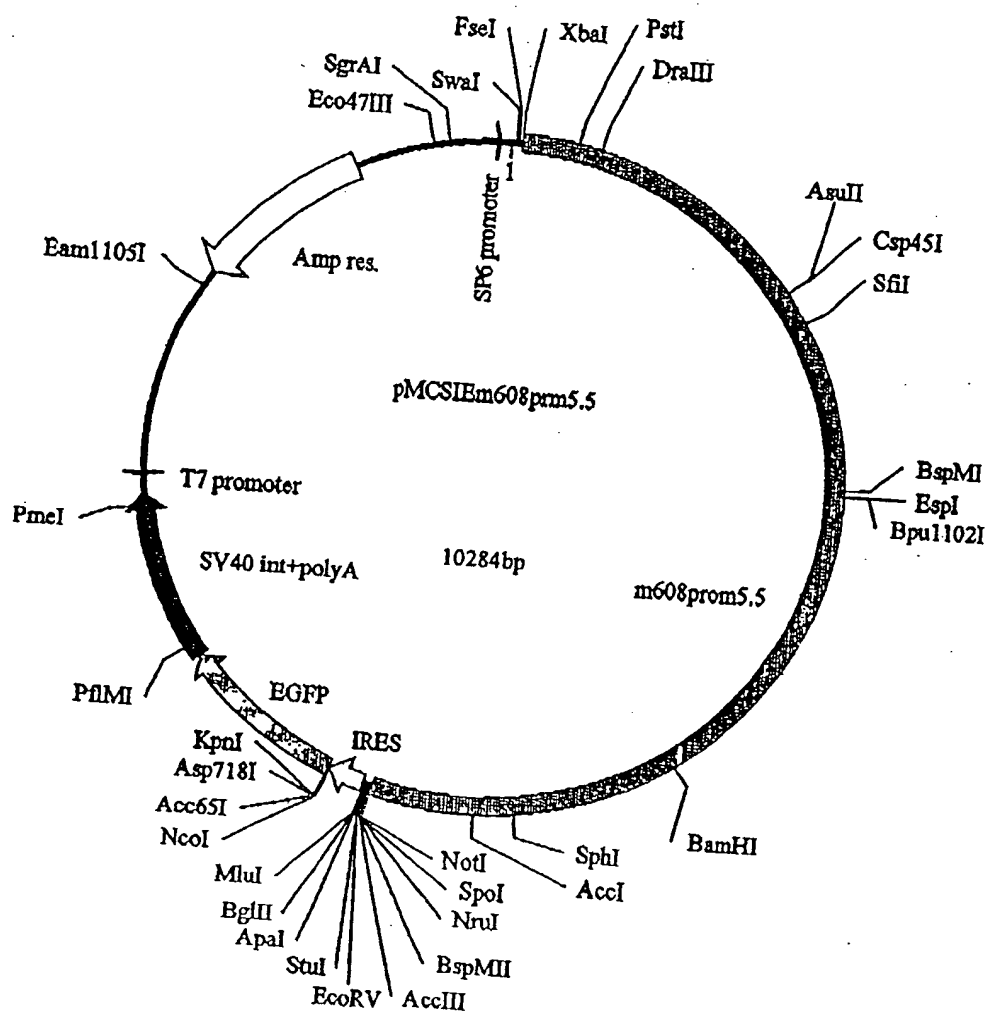 FseI
XbaI
PstI
SgrAI
SwaI
DraIII
Eco47III
1
SP6 promoter
AsuII
Eam1105I
Amp res.
Csp45I
SfiI
pMCSIEm608prm5.5
BspMI
T7 promoter
EspI
PmeI
Bpu1102I
SV40 int+polyA
10284bp
m608prom5.5
PflMI
EGFP
KpnI
IRES
Asp718I
Acc65I
NcoI
BamHI
MluI
NotI
SphI
SpoI
AccI
BglII
NruI
ApaI
StuI
BspMII
EcoRV
AccIII